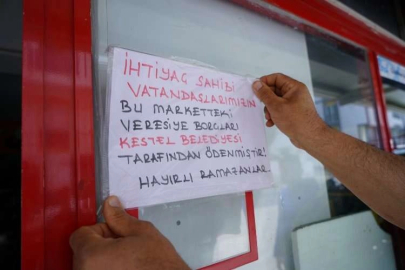 İHTİYAÇ SAHİBİ
VATANDAŞLARIMIZIN
BU MARKETTEKİ
VERESİYE BORÇLARI
KESTEL BELEDİYESİ
TARAFINDAN ÖDENMİŞTİR!
HAYIRLI RAMAZANLAR..